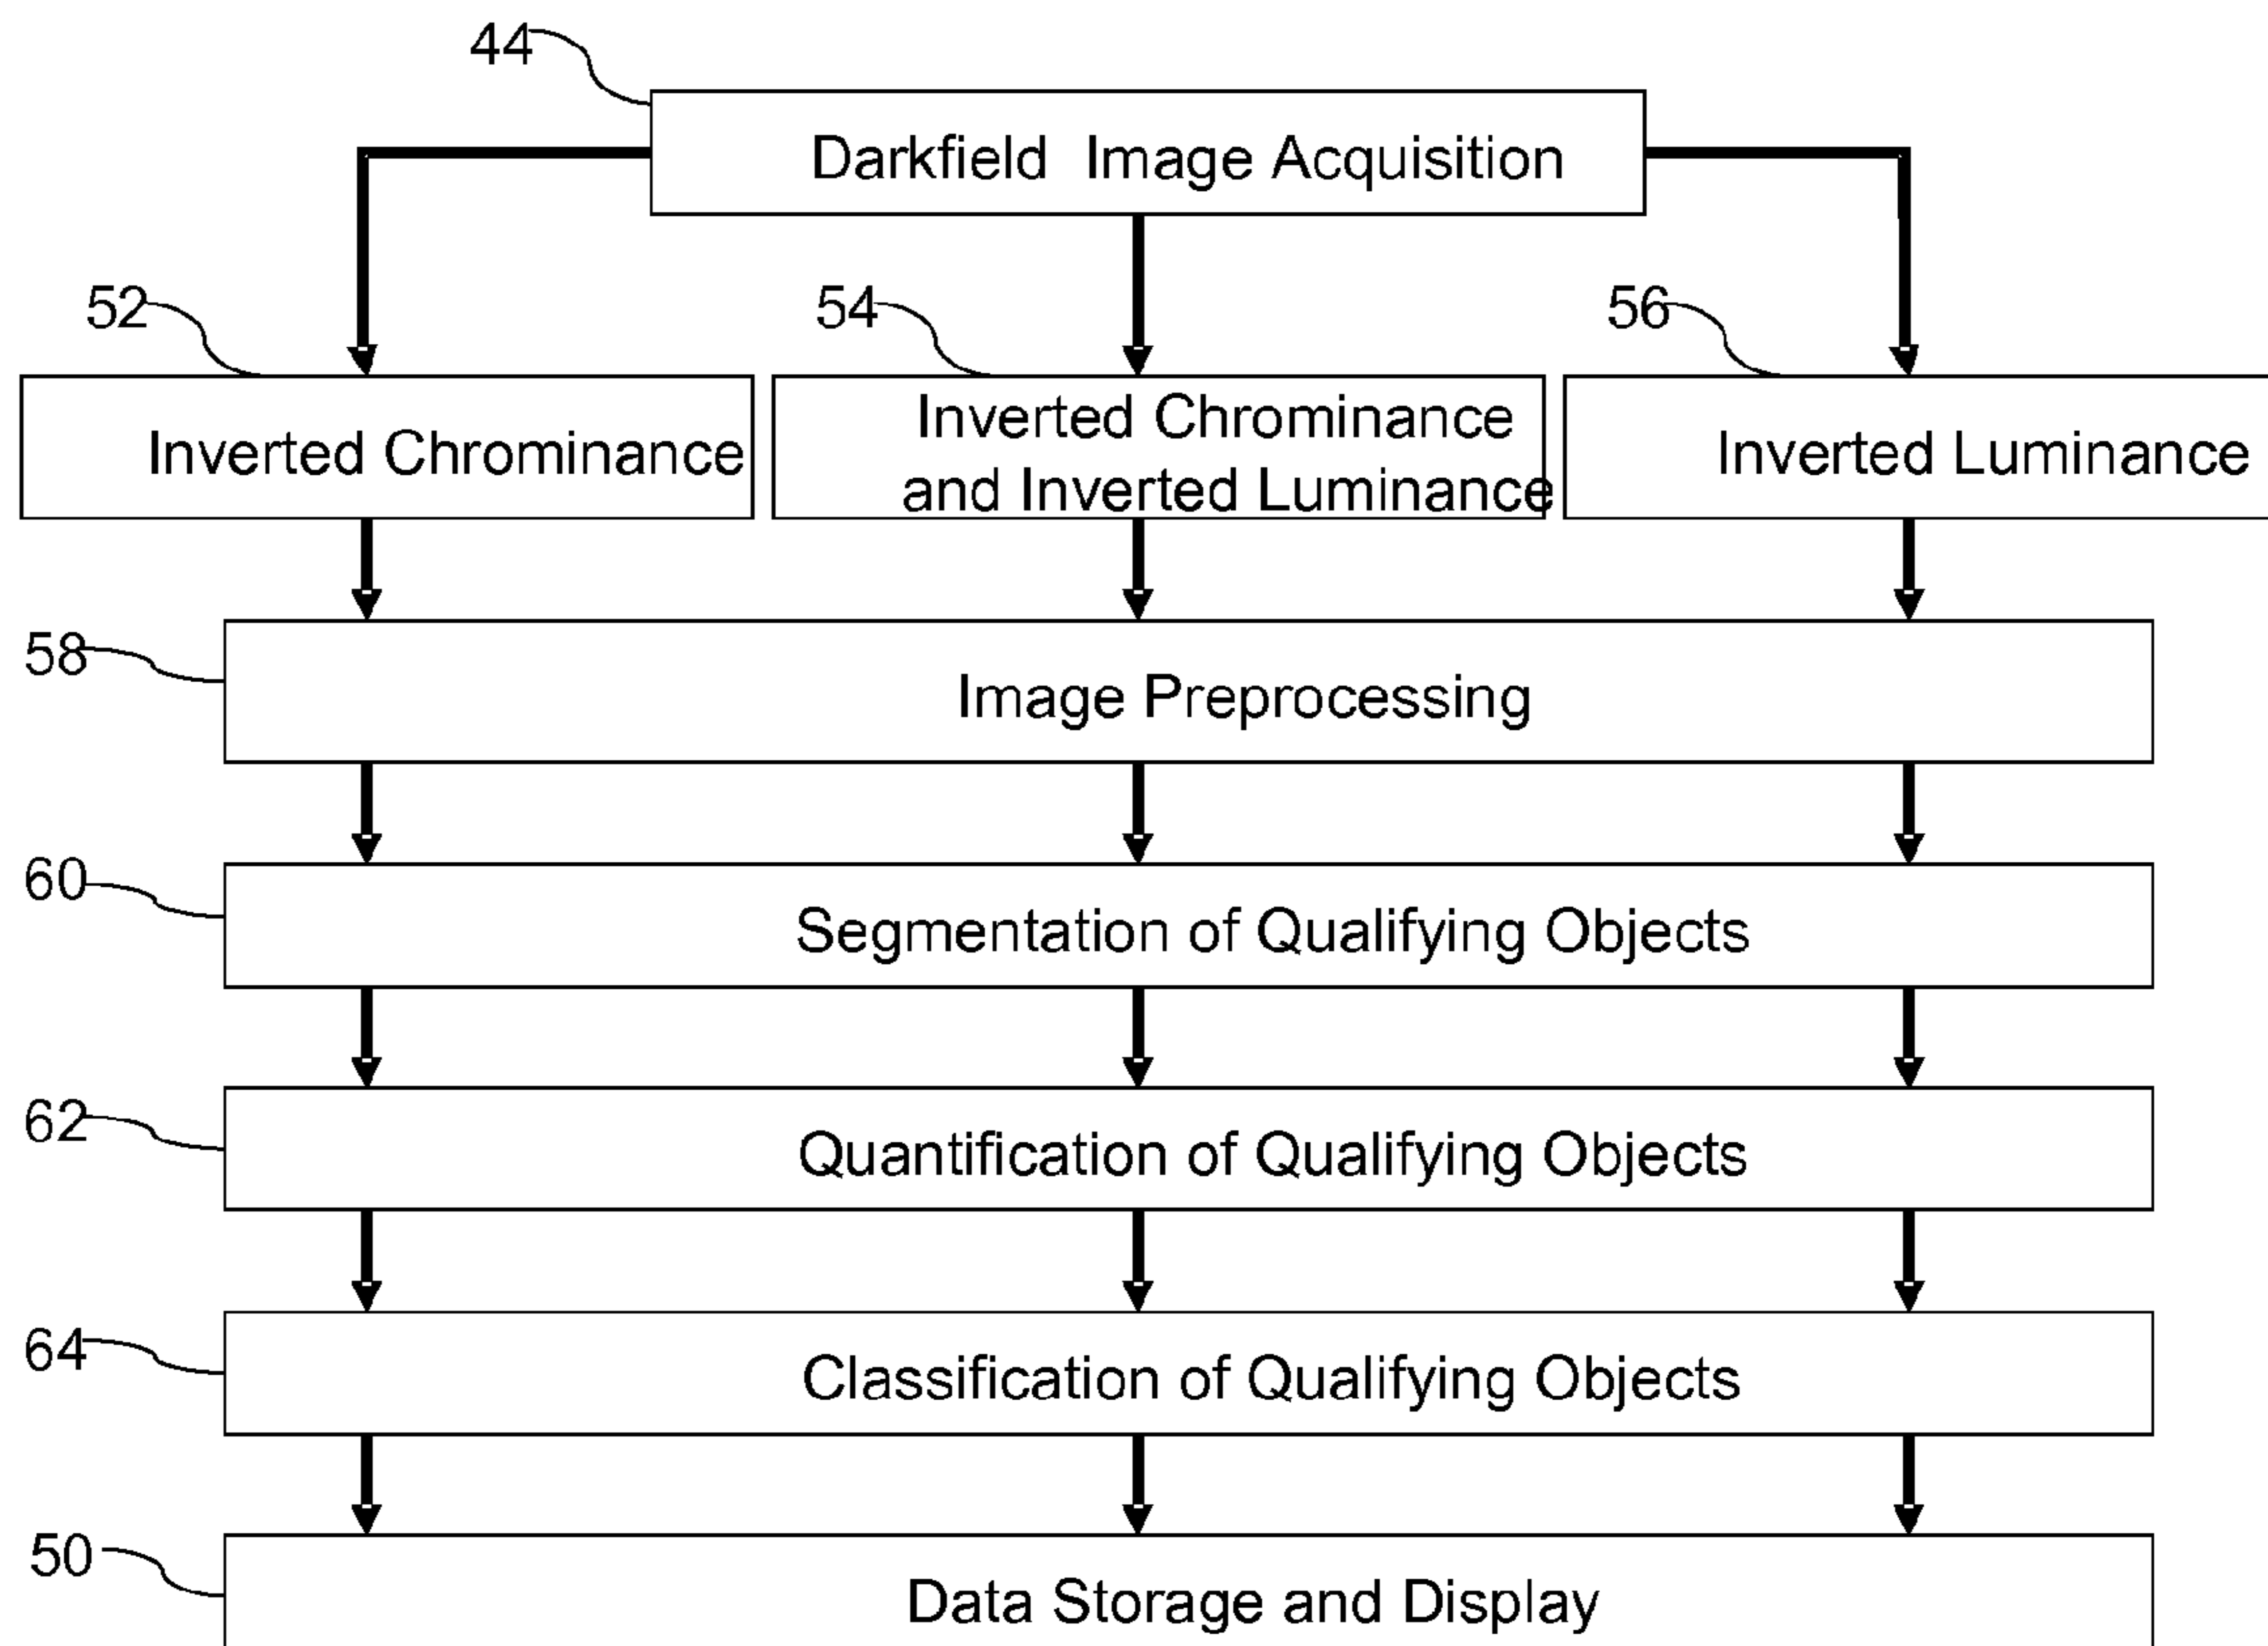 44
Darkfield Image Acquisition
52
54
56
Inverted Chrominance
Inverted Chrominance
and Inverted Luminance
Inverted Luminance
58
Image Preprocessing
60
Segmentation of Qualifying Objects
62
Quantification of Qualifying Objects
64
Classification of Qualifying Objects
50
Data Storage and Display